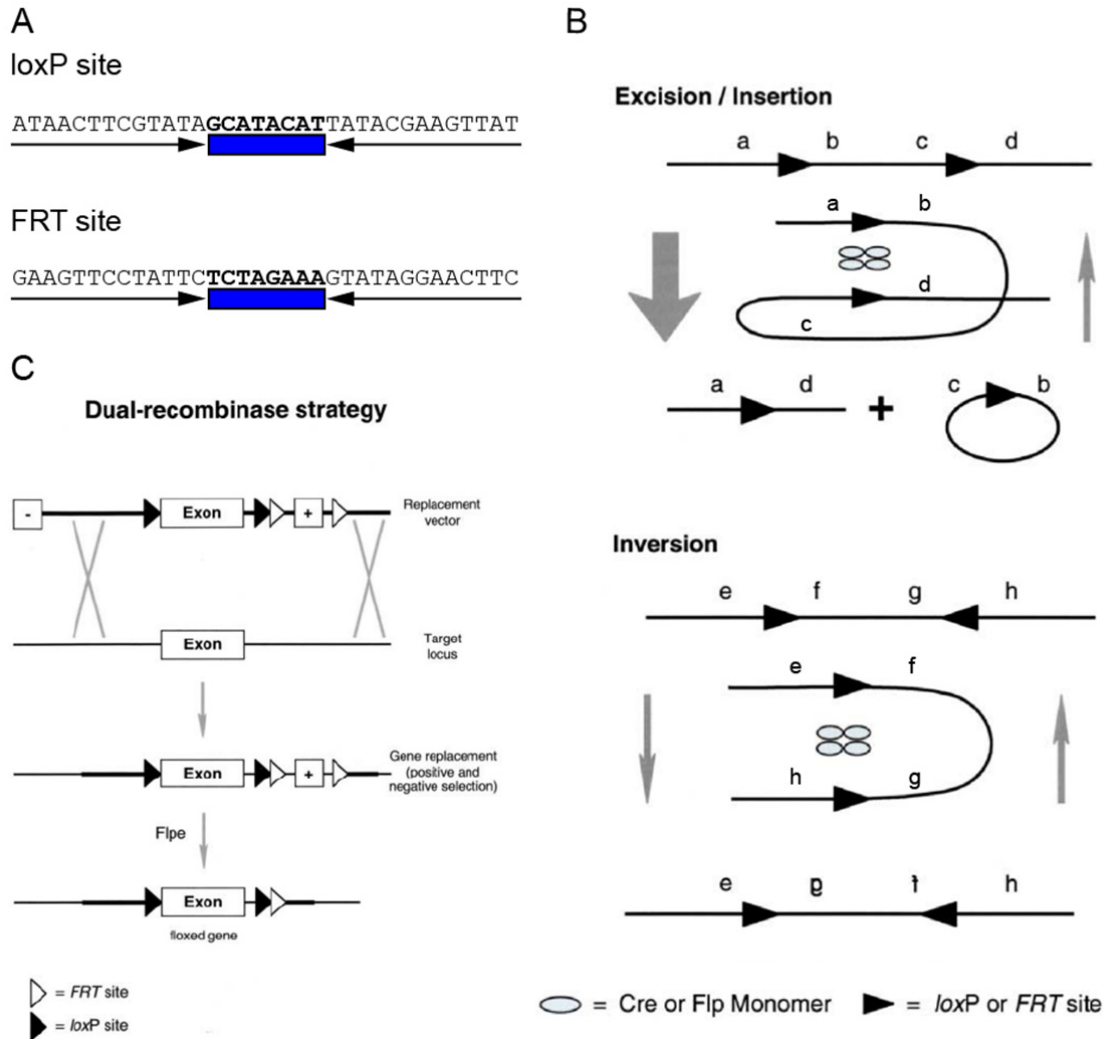 A
loxP site
ATAACTTCGTATAGCATACATTATACGAAGTTAT
FRT site
GAAGTTCCTATTCTCTAGAAAGTATAGGAACTTC
C
Dual-recombinase strategy
- Exon + Replacement
vector
Exon Target
locus
Exon + Gene replacement
(positive and
negative selection)
Flpe
Exon
floxed gene
= FRT site
= loxP site
B
Excision / Insertion
a b c d
a b
d
c
a d + c b
Inversion
e f g h
e f
h g
e h
= Cre or Flp Monomer = loxP or FRT site